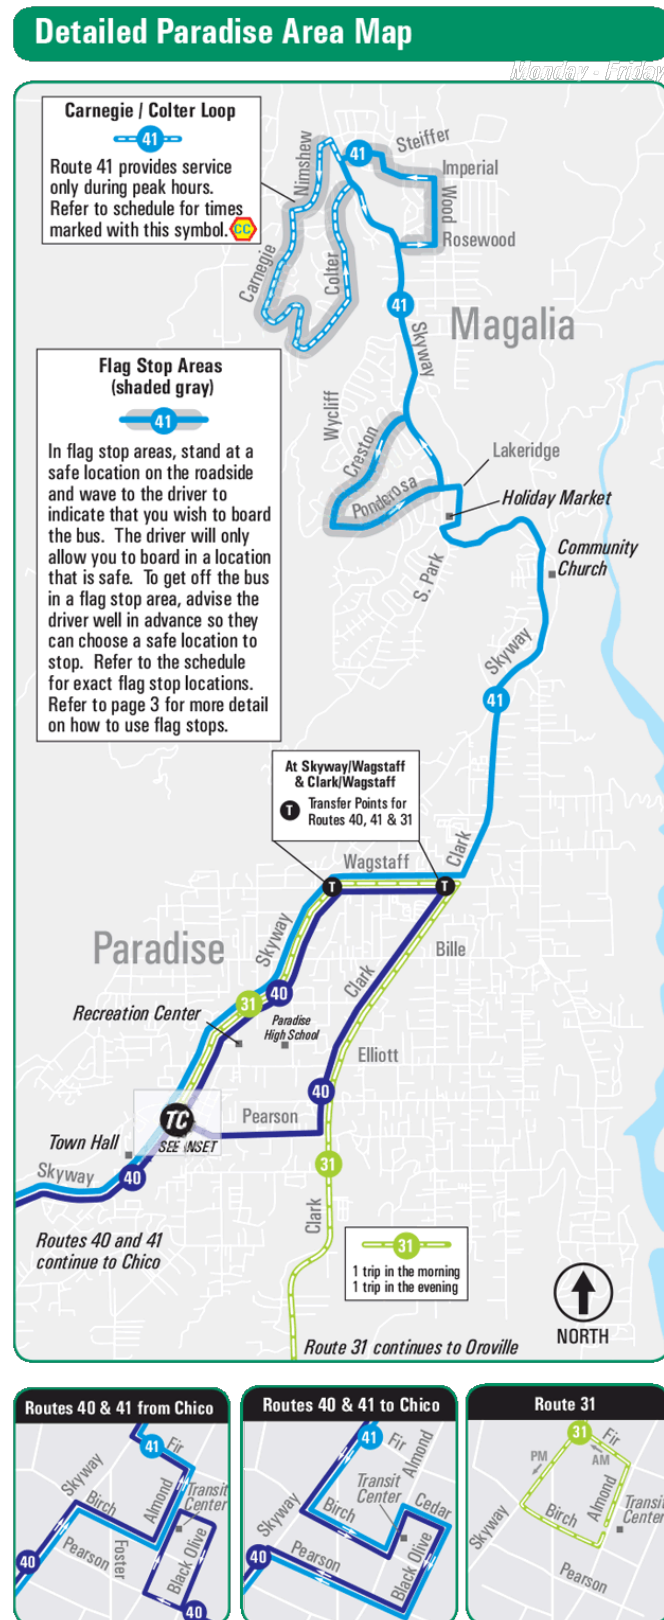 Detailed Paradise Area Map
Monday - Friday
Carnegie / Colter Loop
41
Route 41 provides service
only during peak hours.
Refer to schedule for times
marked with this symbol. CC
Nimshew
41
Steiffer
Imperial
Wood
Rosewood
Carnegie
Colter
41
Skyway
Magalia
Flag Stop Areas
(shaded gray)
41
In flag stop areas, stand at a
safe location on the roadside
and wave to the driver to
indicate that you wish to board
the bus. The driver will only
allow you to board in a location
that is safe. To get off the bus
in a flag stop area, advise the
driver well in advance so they
can choose a safe location to
stop. Refer to the schedule
for exact flag stop locations.
Refer to page 3 for more detail
on how to use flag stops.
Wycliff
Creston
Ponderosa
Lakeridge
Holiday Market
S. Park
Community
Church
Skyway
41
At Skyway/Wagstaff
& Clark/Wagstaff
T Transfer Points for
Routes 40, 41 & 31
Wagstaff
Clark
T
T
Skyway
Paradise
Clark
Bille
31
40
Recreation Center
Paradise
High School
Elliott
40
TC
Pearson
SEE INSET
Town Hall
Skyway
40
31
Clark
Routes 40 and 41
continue to Chico
31
1 trip in the morning
1 trip in the evening
NORTH
Route 31 continues to Oroville
Routes 40 & 41 from Chico
41
Fir
Skyway
Birch
Almond
Transit
Center
Pearson
Foster
Black Olive
40
40
Routes 40 & 41 to Chico
41
Fir
Almond
Transit
Center
Skyway
Birch
Cedar
40
Pearson
Black Olive
Route 31
31
Fir
PM
AM
Skyway
Birch
Almond
Transit
Center
Pearson